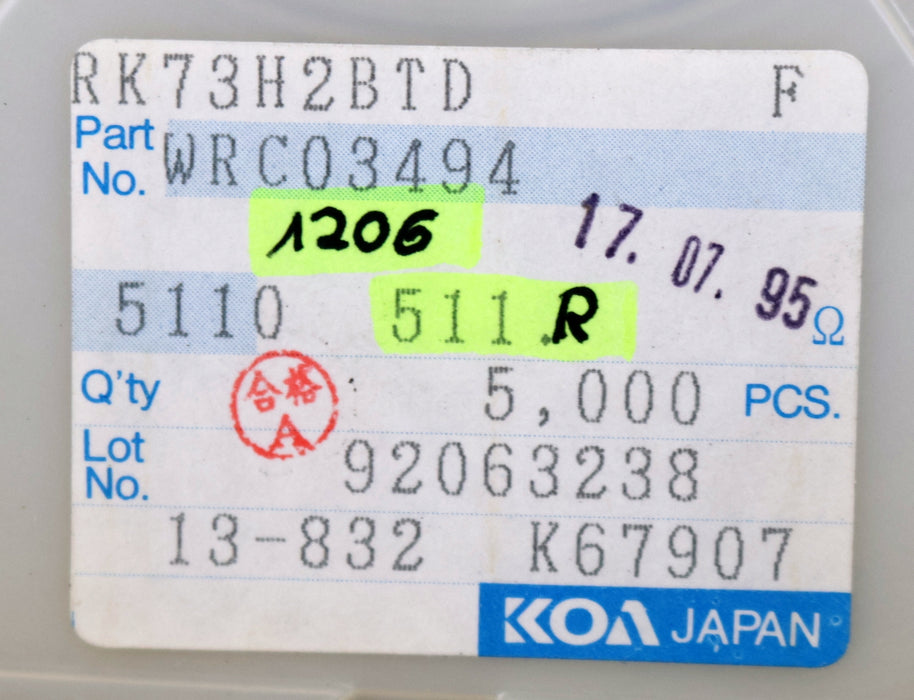 RK73H2BTD F
Part No. WRC03494
1206
17. 07. 95
5110 511.R Ω
Q'ty 5,000 PCS.
合格
A
Lot No. 92063238
13-832 K67907
KOA JAPAN